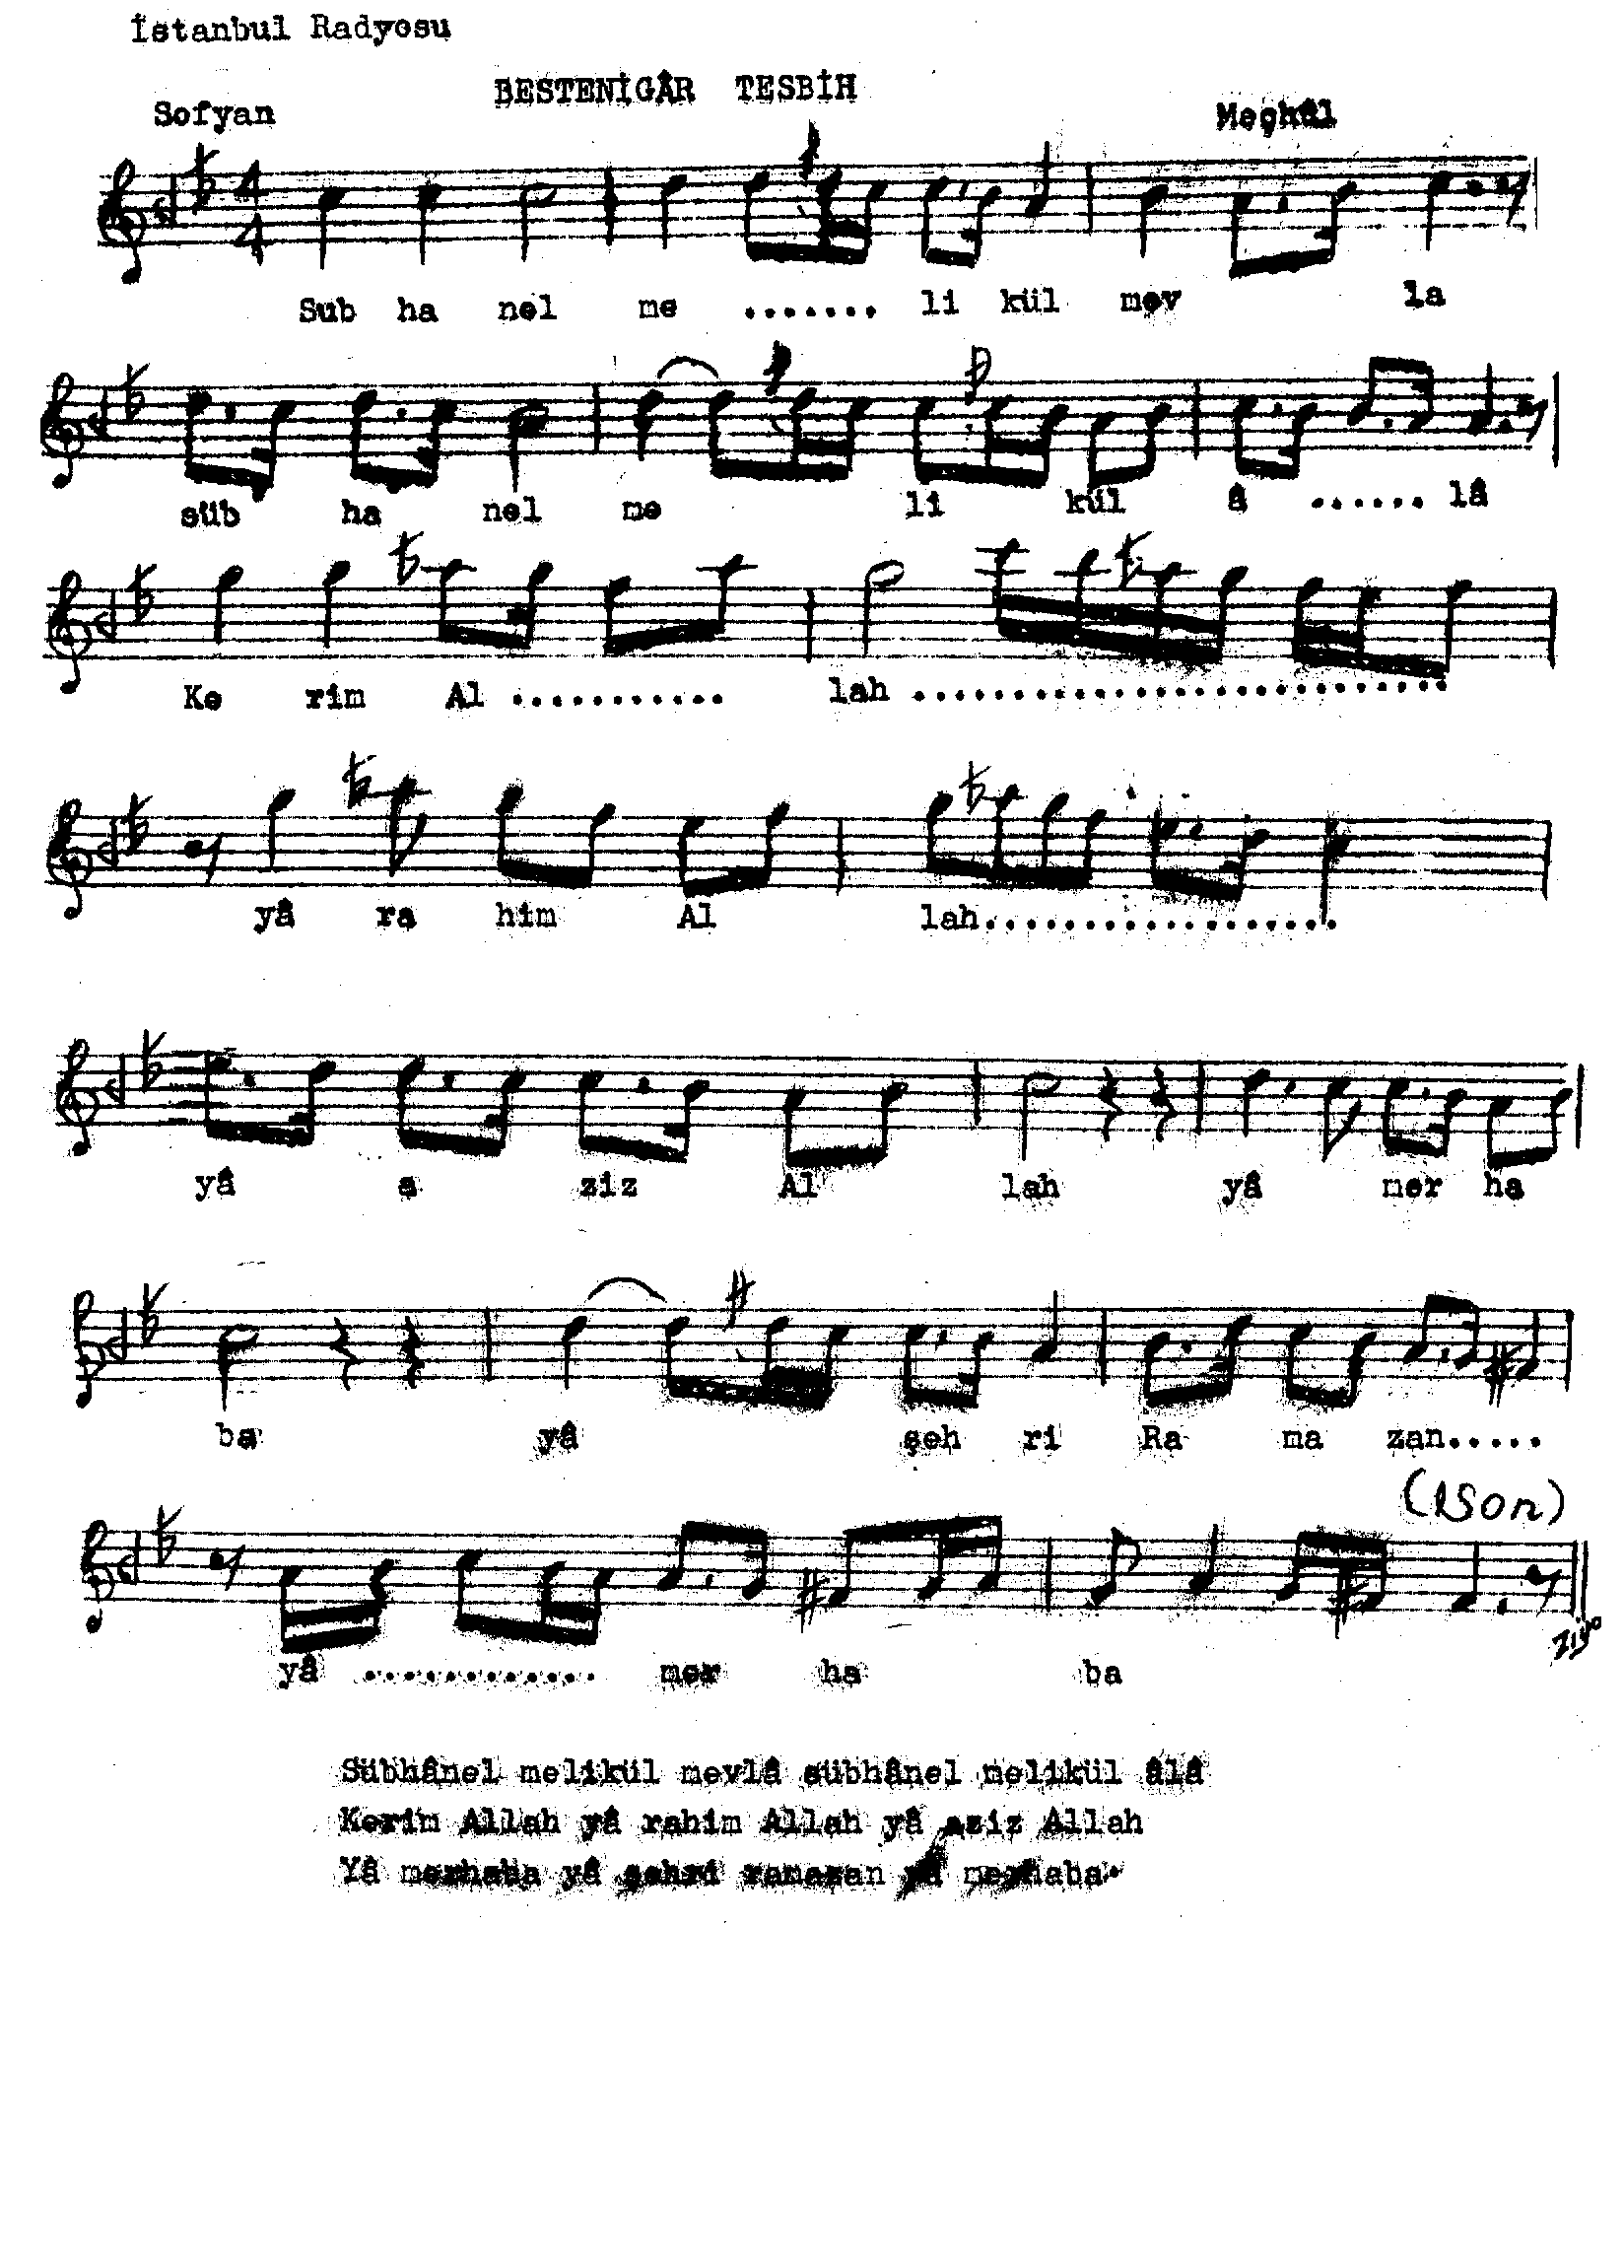 İstanbul Radyosu
BESTENİGÂR TESBİH
Sofyan
Meçhûl
4
4
Sub ha nel me ....... li kül mev la
süb ha nel me li kül â ...... lâ
Ke rim Al ........... lah ...........................
yâ ra him Al lah..................
yâ a ziz Al lah yâ mer ha
ba yâ şeh ri Ra ma zan.....
(Son)
yâ ............ mer ha ba
Sübhânel melikül mevlâ sübhânel melikül âlâ
Kerim Allah yâ rahim Allah yâ aziz Allah
Yâ merhaba yâ şehri ramazan yâ merhaba.